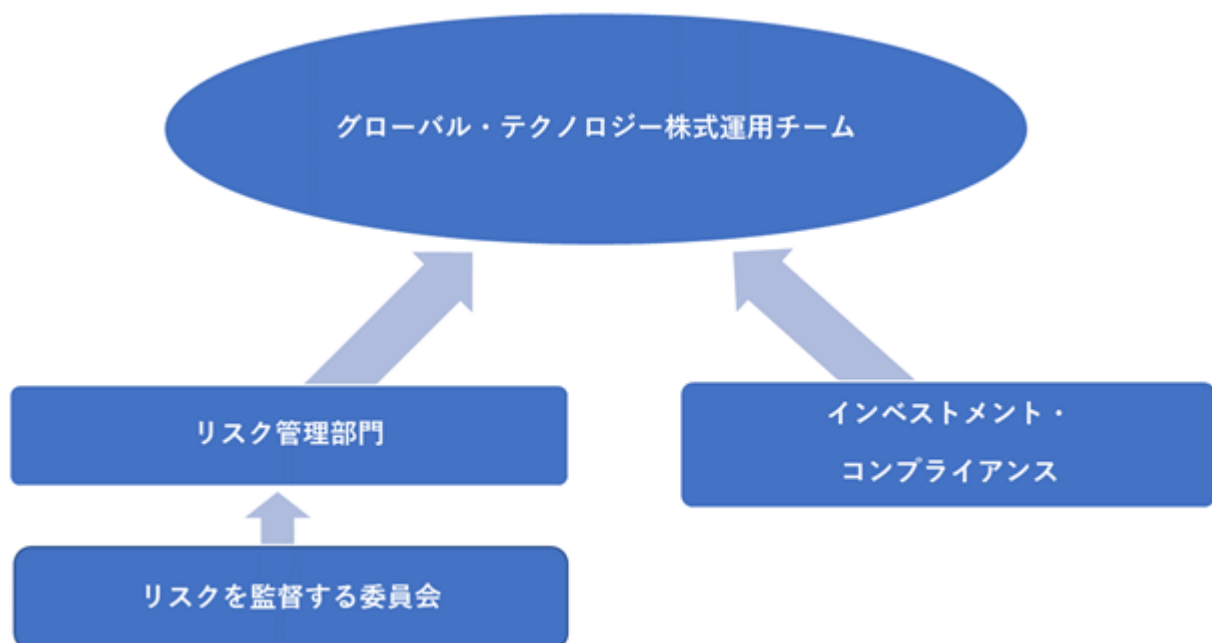 グローバル・テクノロジー株式運用チーム
リスク管理部門
インベストメント・
コンプライアンス
リスクを監督する委員会